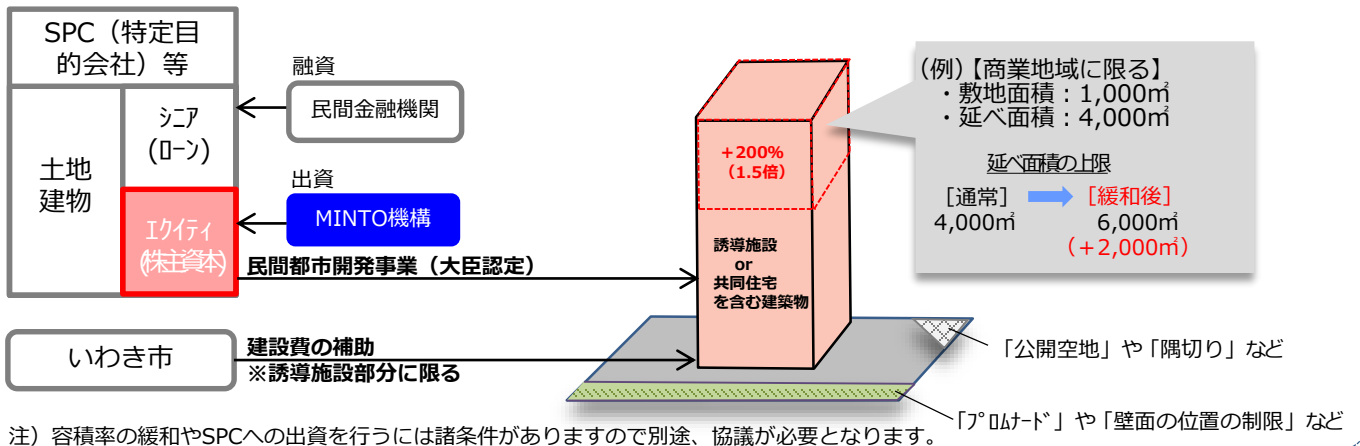 SPC（特定目
的会社）等
土地
建物
ｼﾆｱ
(ﾛｰﾝ)
ｴｸｲﾃｨ
(株主資本)
融資
民間金融機関
出資
MINTO機構
民間都市開発事業（大臣認定）
いわき市
建設費の補助
※誘導施設部分に限る
＋200%
（1.5倍）
誘導施設
or
共同住宅
を含む建築物
（例）【商業地域に限る】
・敷地面積：1,000㎡
・延べ面積：4,000㎡
延べ面積の上限
［通常］ ［緩和後］
4,000㎡ 6,000㎡
（＋2,000㎡）
「公開空地」や「隅切り」など
「ﾌﾟﾛﾑﾅｰﾄﾞ」や「壁面の位置の制限」など
注）容積率の緩和やSPCへの出資を行うには諸条件がありますので別途、協議が必要となります。